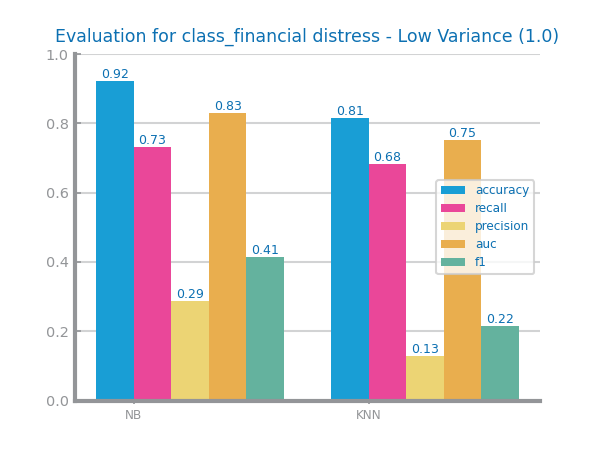 Evaluation for class_financial distress - Low Variance (1.0)
1.0
0.8
0.6
0.4
0.2
0.0
0.92
0.73
0.29
0.83
0.41
0.81
0.68
0.13
0.75
0.22
accuracy
recall
precision
auc
f1
NB
KNN